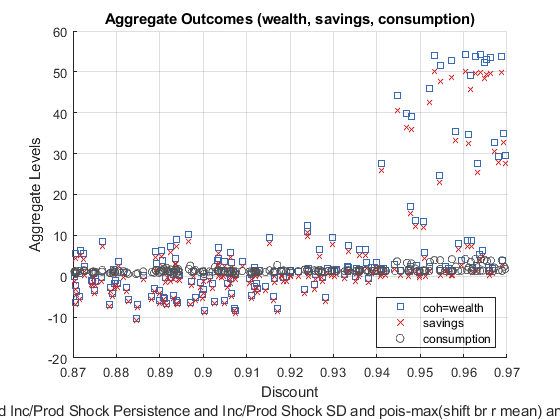 Aggregate Outcomes (wealth, savings, consumption)
Aggregate Levels
60
50
40
30
20
10
0
-10
-20
coh=wealth
savings
consumption
0.87
0.88
0.89
0.9
0.91
0.92
0.93
0.94
0.95
0.96
0.97
Discount
d Inc/Prod Shock Persistence and Inc/Prod Shock SD and pois-max(shift br r mean) an